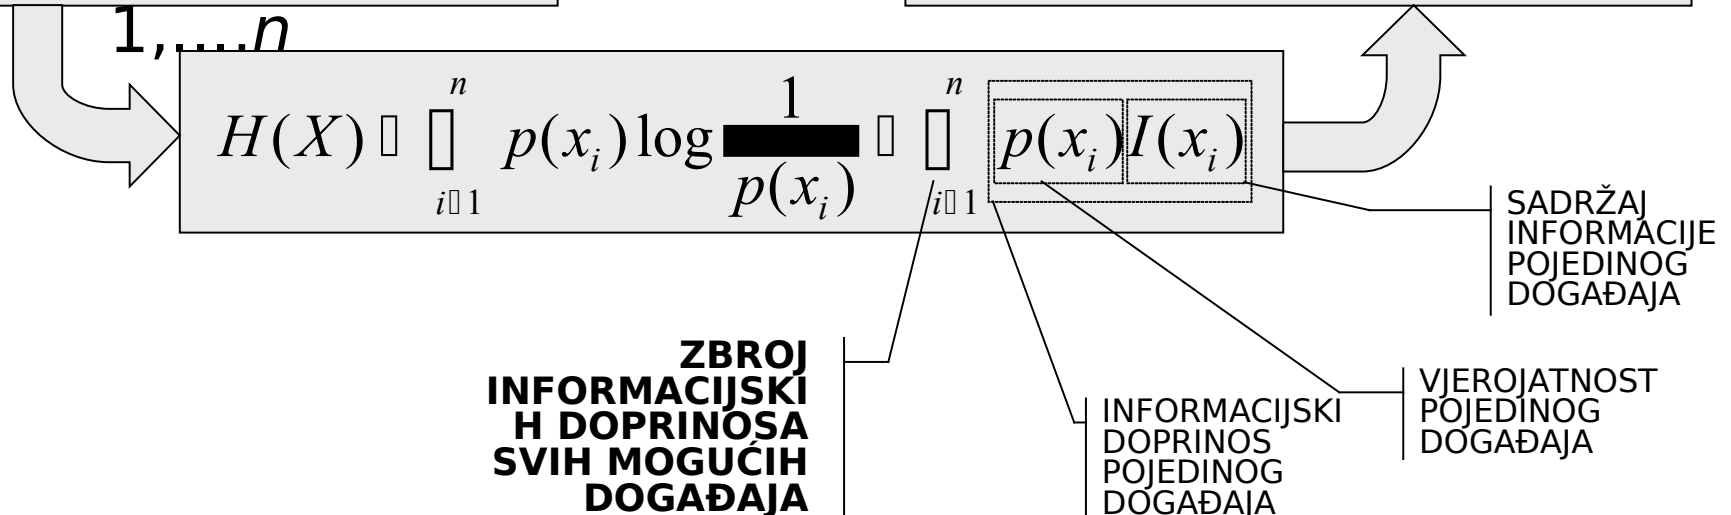 1,....n
H(X) ▯ ▯_{i▯1}^{n} p(x_i) log 1/p(x_i) ▯ ▯_{i▯1}^{n} p(x_i) I(x_i)
SADRŽAJ
INFORMACIJE
POJEDINOG
DOGAĐAJA
ZBROJ
INFORMACIJSKI
H DOPRINOSA
SVIH MOGUĆIH
DOGAĐAJA
INFORMACIJSKI
DOPRINOS
POJEDINOG
DOGAĐAJA
VJEROJATNOST
POJEDINOG
DOGAĐAJA